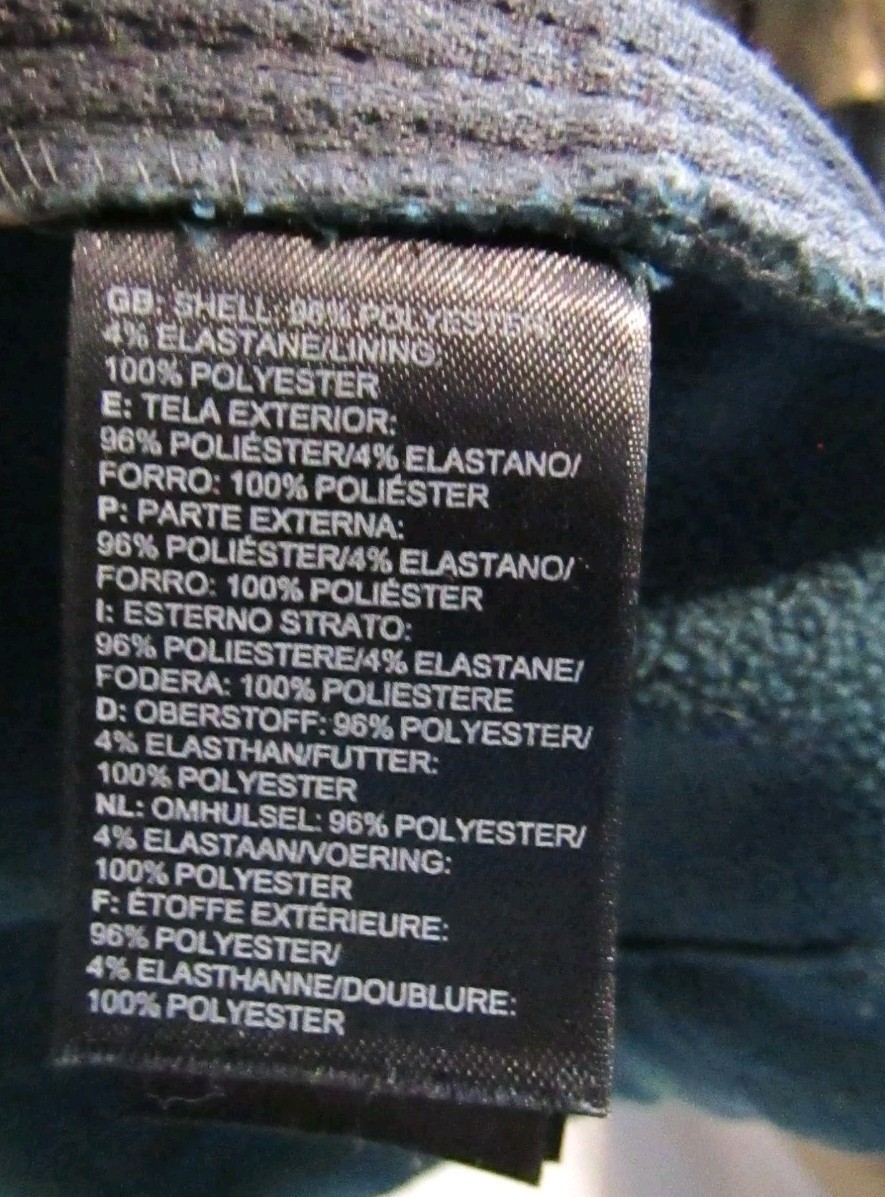 GB: SHELL: 96% POLYESTER/
4% ELASTANE/LINING:
100% POLYESTER
E: TELA EXTERIOR:
96% POLIÉSTER/4% ELASTANO/
FORRO: 100% POLIÉSTER
P: PARTE EXTERNA:
96% POLIÉSTER/4% ELASTANO/
FORRO: 100% POLIÉSTER
I: ESTERNO STRATO:
96% POLIESTERE/4% ELASTANE/
FODERA: 100% POLIESTERE
D: OBERSTOFF: 96% POLYESTER/
4% ELASTHAN/FUTTER:
100% POLYESTER
NL: OMHULSEL: 96% POLYESTER/
4% ELASTAAN/VOERING:
100% POLYESTER
F: ÉTOFFE EXTÉRIEURE:
96% POLYESTER/
4% ELASTHANNE/DOUBLURE:
100% POLYESTER